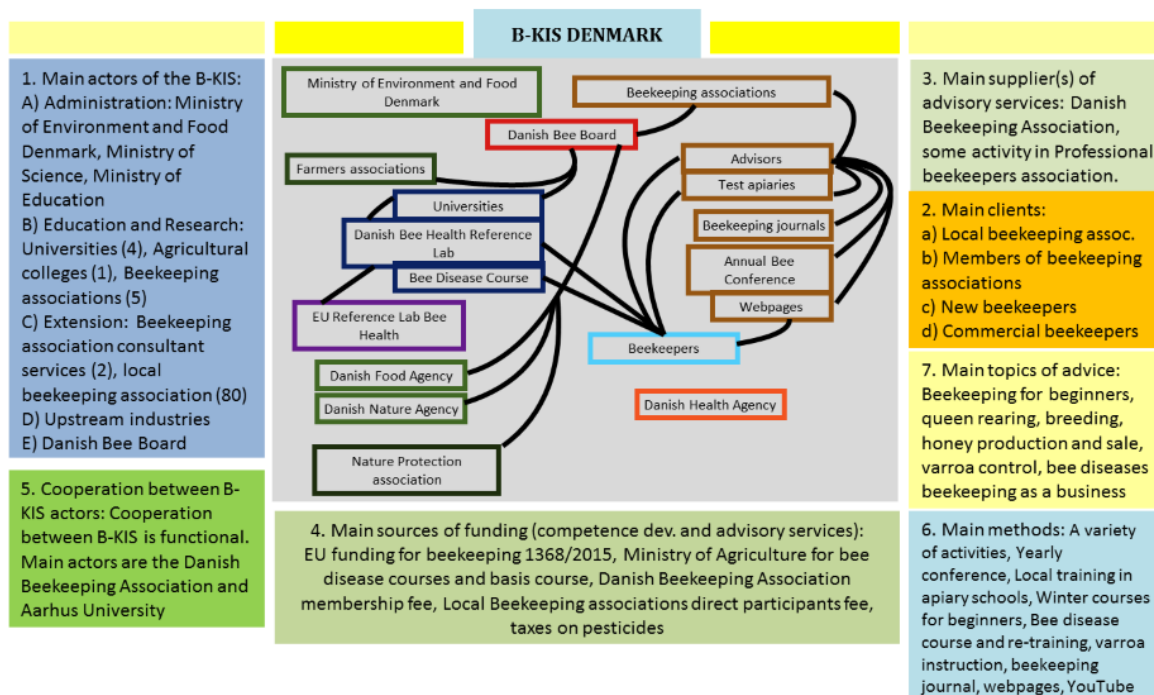 B-KIS DENMARK
1. Main actors of the B-KIS:
A) Administration: Ministry
of Environment and Food
Denmark, Ministry of
Science, Ministry of
Education
B) Education and Research:
Universities (4), Agricultural
colleges (1), Beekeeping
associations (5)
C) Extension: Beekeeping
association consultant
services (2), local
beekeeping association (80)
D) Upstream industries
E) Danish Bee Board
5. Cooperation between B-
KIS actors: Cooperation
between B-KIS is functional.
Main actors are the Danish
Beekeeping Association and
Aarhus University
Ministry of Environment and Food
Denmark
Beekeeping associations
Danish Bee Board
Farmers associations
Advisors
Test apiaries
Universities
Beekeeping journals
Danish Bee Health Reference
Lab
Annual Bee
Conference
Bee Disease Course
Webpages
EU Reference Lab Bee
Health
Beekeepers
Danish Food Agency
Danish Nature Agency
Danish Health Agency
Nature Protection
association
4. Main sources of funding (competence dev. and advisory services):
EU funding for beekeeping 1368/2015, Ministry of Agriculture for bee
disease courses and basis course, Danish Beekeeping Association
membership fee, Local Beekeeping associations direct participants fee,
taxes on pesticides
3. Main supplier(s) of
advisory services: Danish
Beekeeping Association,
some activity in Professional
beekeepers association.
2. Main clients:
a) Local beekeeping assoc.
b) Members of beekeeping
associations
c) New beekeepers
d) Commercial beekeepers
7. Main topics of advice:
Beekeeping for beginners,
queen rearing, breeding,
honey production and sale,
varroa control, bee diseases
beekeeping as a business
6. Main methods: A variety
of activities, Yearly
conference, Local training in
apiary schools, Winter courses
for beginners, Bee disease
course and re-training, varroa
instruction, beekeeping
journal, webpages, YouTube